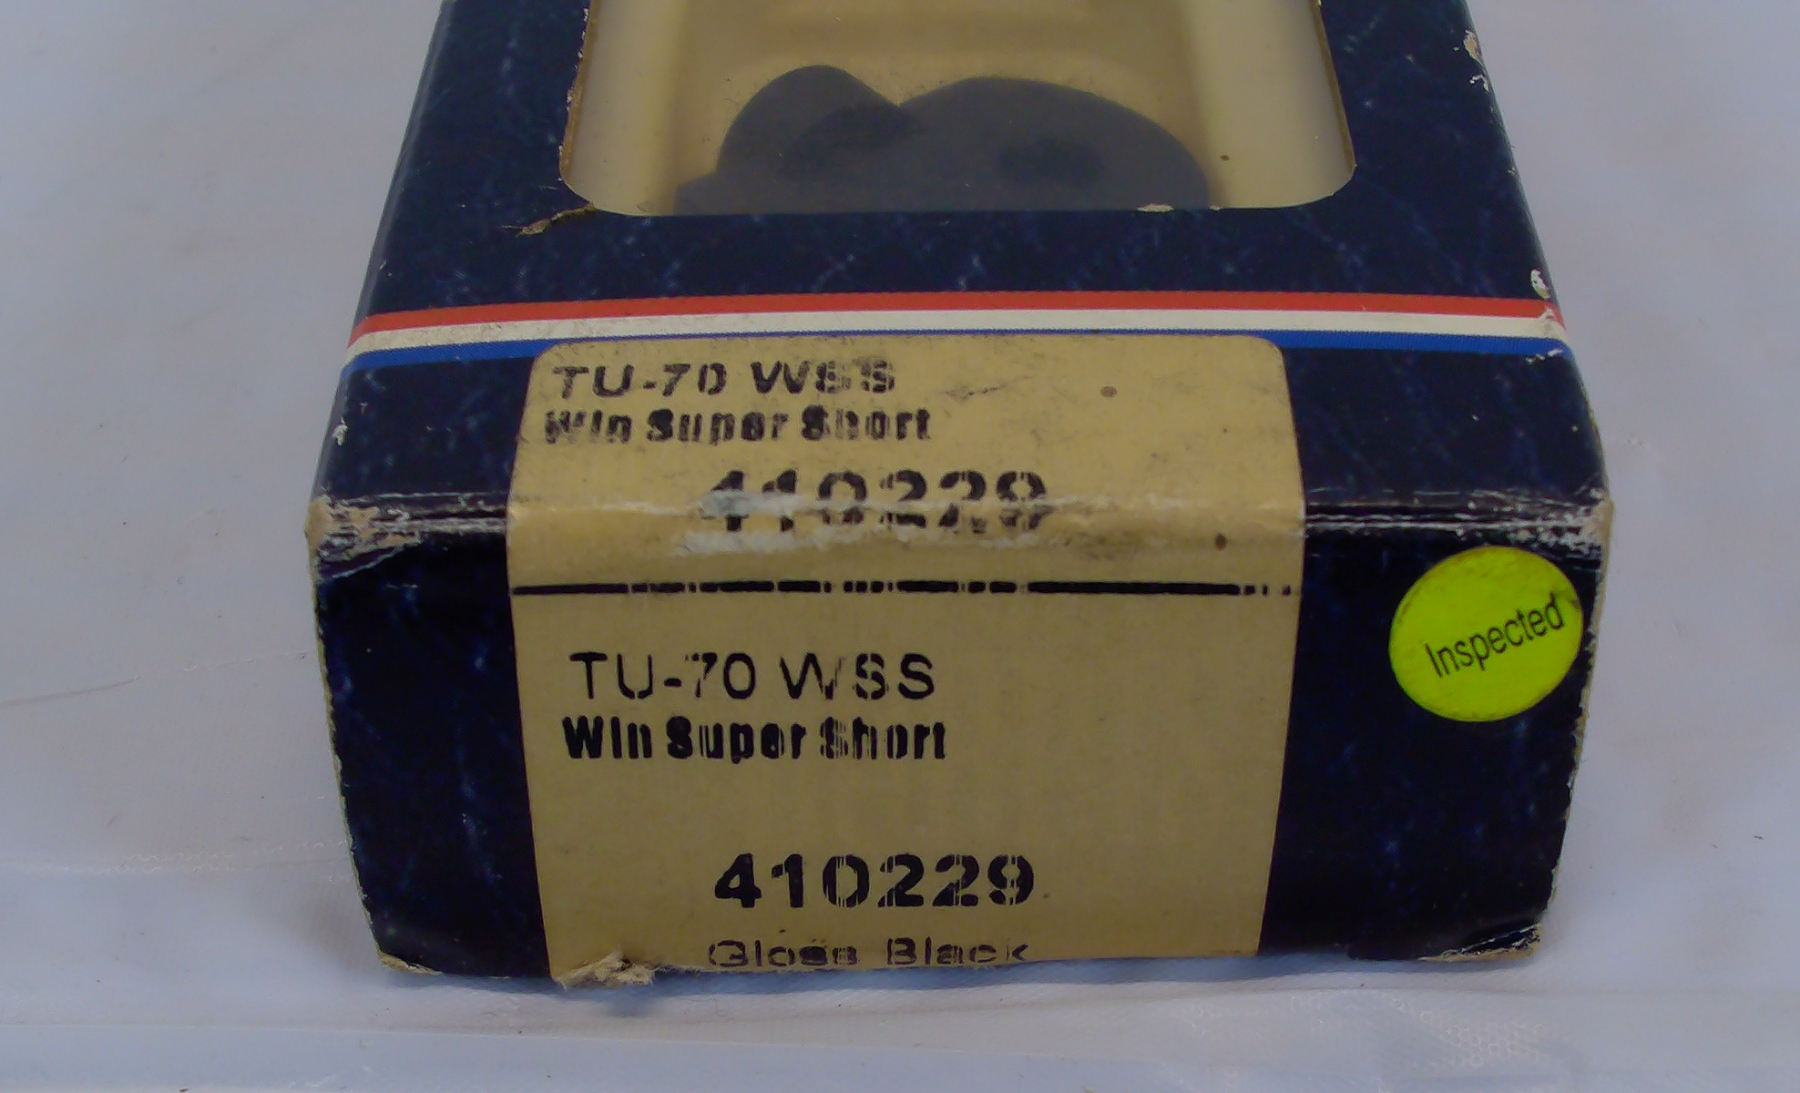 TU-70 WSS
Win Super Short
410229
TU-70 WSS
Win Super Short
410229
Gloss Black
Inspected